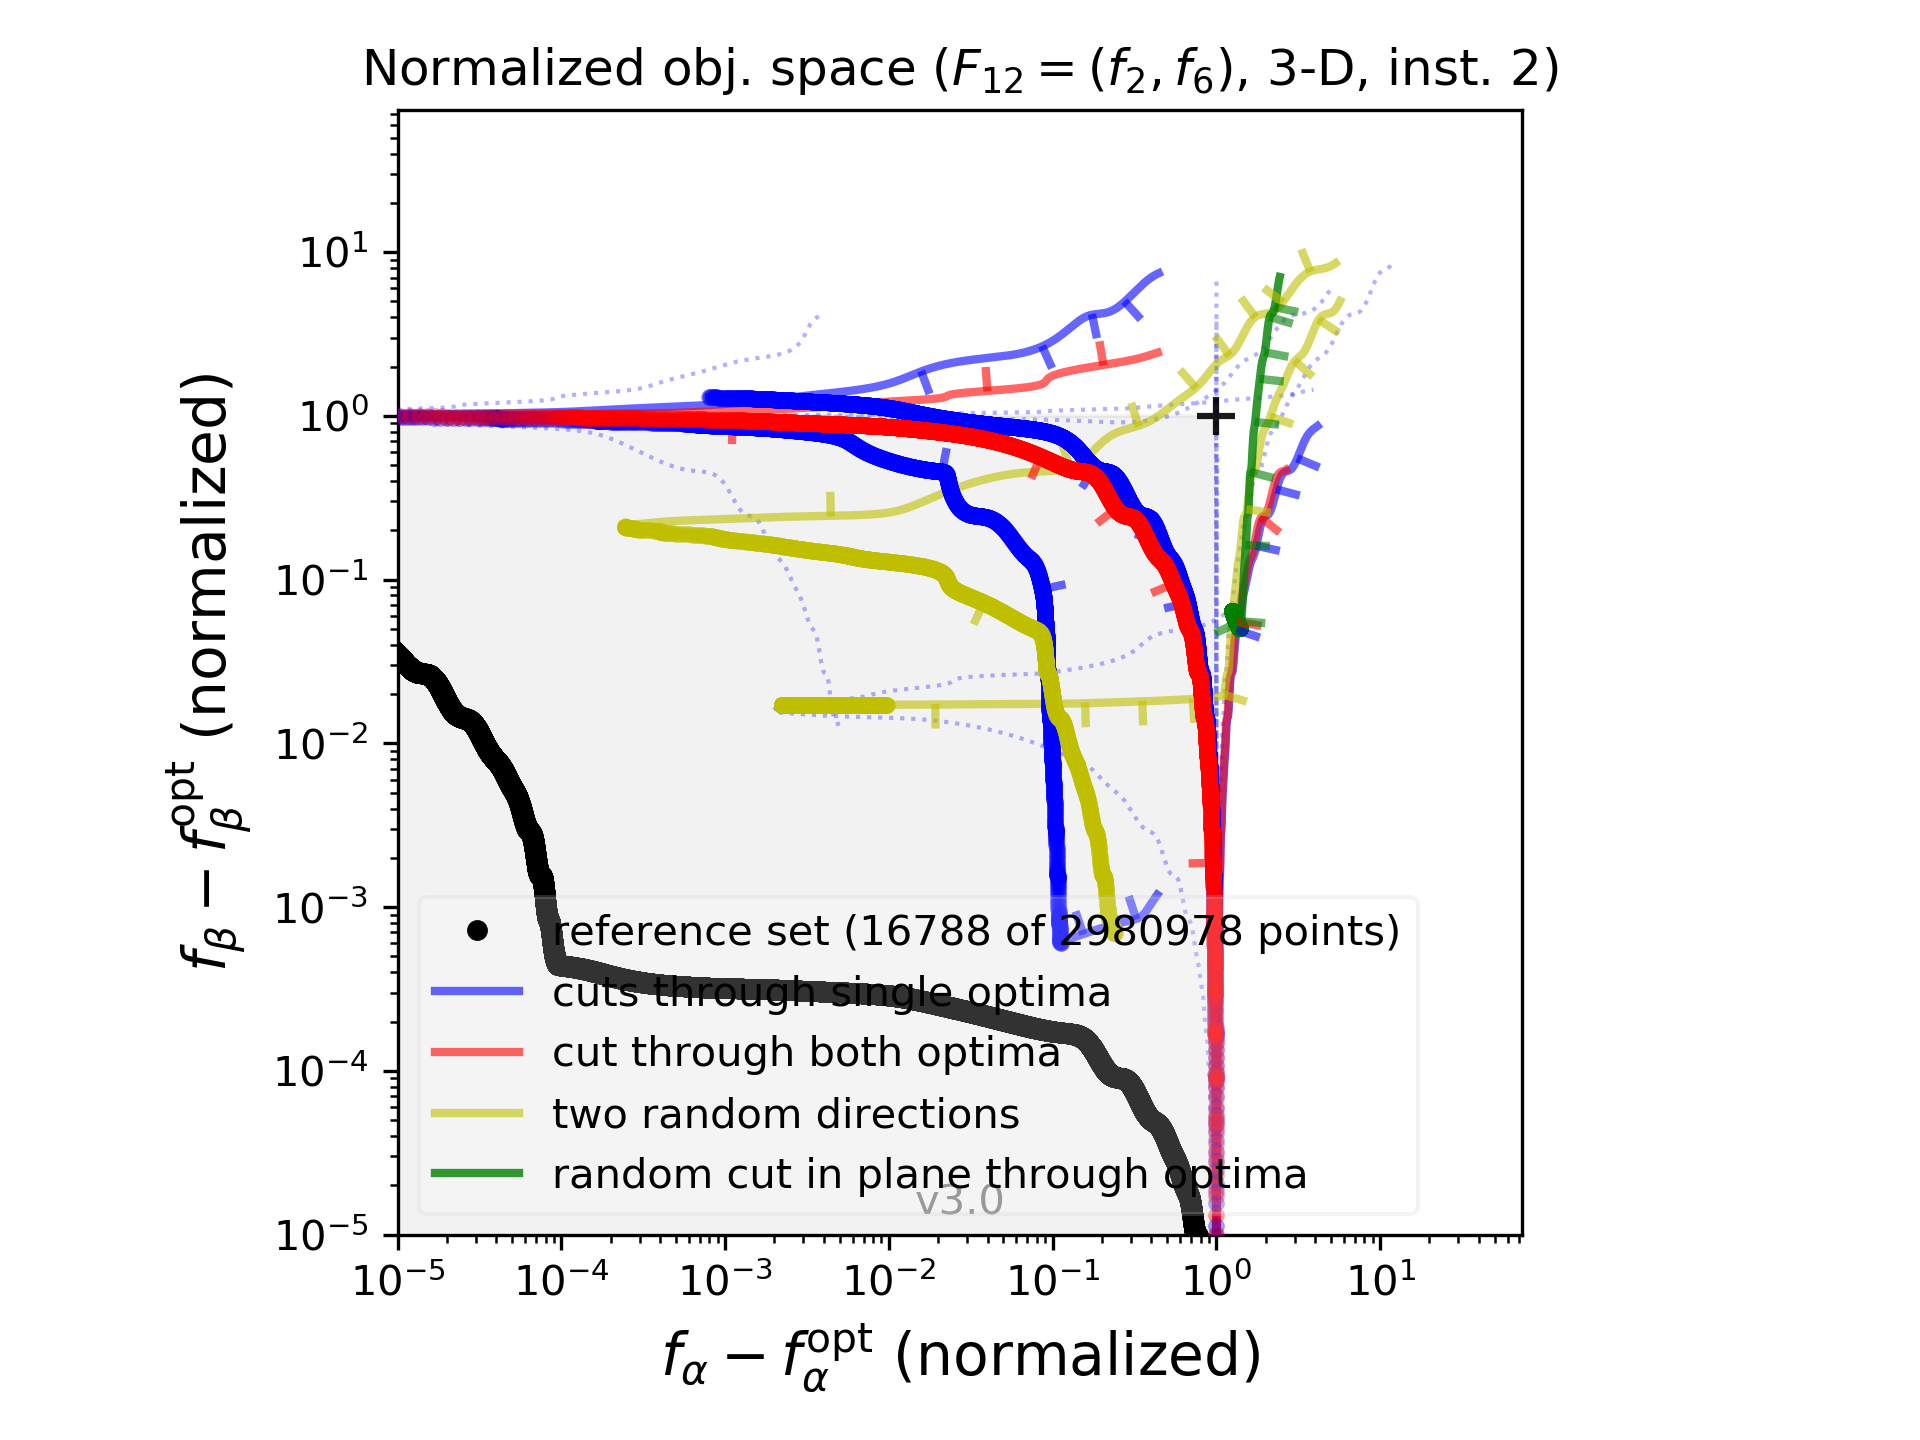 Normalized obj. space (F₁₂ = (f₂, f₆), 3-D, inst. 2)
f_β − f_β^opt (normalized)
10¹
10⁰
10⁻¹
10⁻²
10⁻³
10⁻⁴
10⁻⁵
reference set (16788 of 2980978 points)
cuts through single optima
cut through both optima
two random directions
random cut in plane through optima
v3.0
10⁻⁵ 10⁻⁴ 10⁻³ 10⁻² 10⁻¹ 10⁰ 10¹
f_α − f_α^opt (normalized)